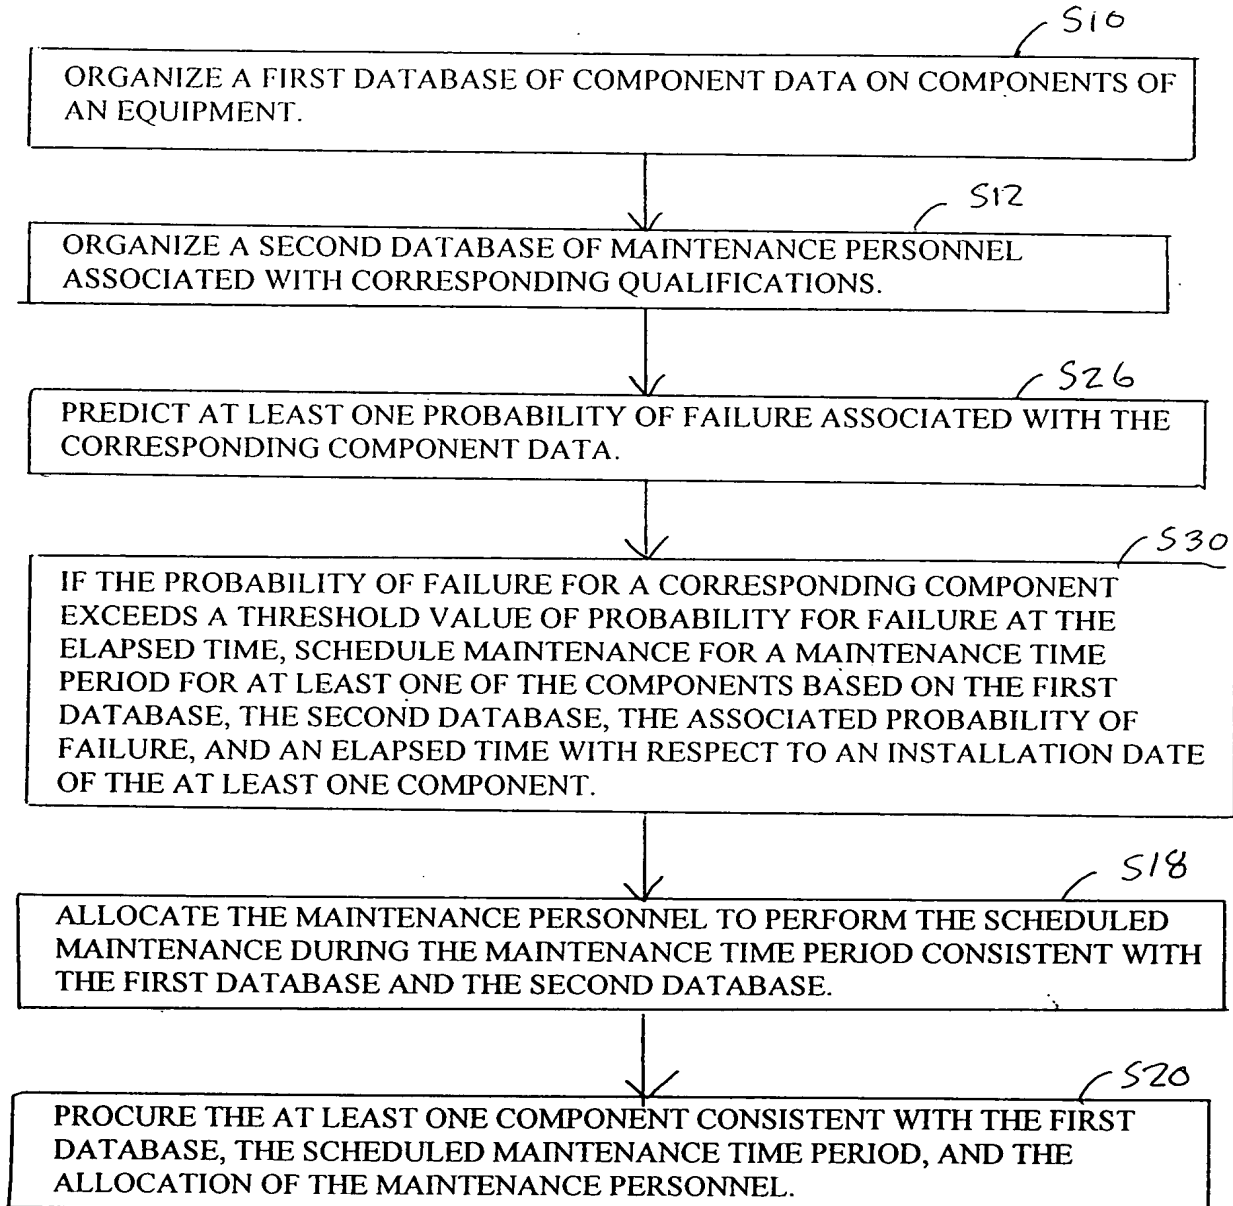 S10
ORGANIZE A FIRST DATABASE OF COMPONENT DATA ON COMPONENTS OF
AN EQUIPMENT.
S12
ORGANIZE A SECOND DATABASE OF MAINTENANCE PERSONNEL
ASSOCIATED WITH CORRESPONDING QUALIFICATIONS.
S26
PREDICT AT LEAST ONE PROBABILITY OF FAILURE ASSOCIATED WITH THE
CORRESPONDING COMPONENT DATA.
S30
IF THE PROBABILITY OF FAILURE FOR A CORRESPONDING COMPONENT
EXCEEDS A THRESHOLD VALUE OF PROBABILITY FOR FAILURE AT THE
ELAPSED TIME, SCHEDULE MAINTENANCE FOR A MAINTENANCE TIME
PERIOD FOR AT LEAST ONE OF THE COMPONENTS BASED ON THE FIRST
DATABASE, THE SECOND DATABASE, THE ASSOCIATED PROBABILITY OF
FAILURE, AND AN ELAPSED TIME WITH RESPECT TO AN INSTALLATION DATE
OF THE AT LEAST ONE COMPONENT.
S18
ALLOCATE THE MAINTENANCE PERSONNEL TO PERFORM THE SCHEDULED
MAINTENANCE DURING THE MAINTENANCE TIME PERIOD CONSISTENT WITH
THE FIRST DATABASE AND THE SECOND DATABASE.
S20
PROCURE THE AT LEAST ONE COMPONENT CONSISTENT WITH THE FIRST
DATABASE, THE SCHEDULED MAINTENANCE TIME PERIOD, AND THE
ALLOCATION OF THE MAINTENANCE PERSONNEL.